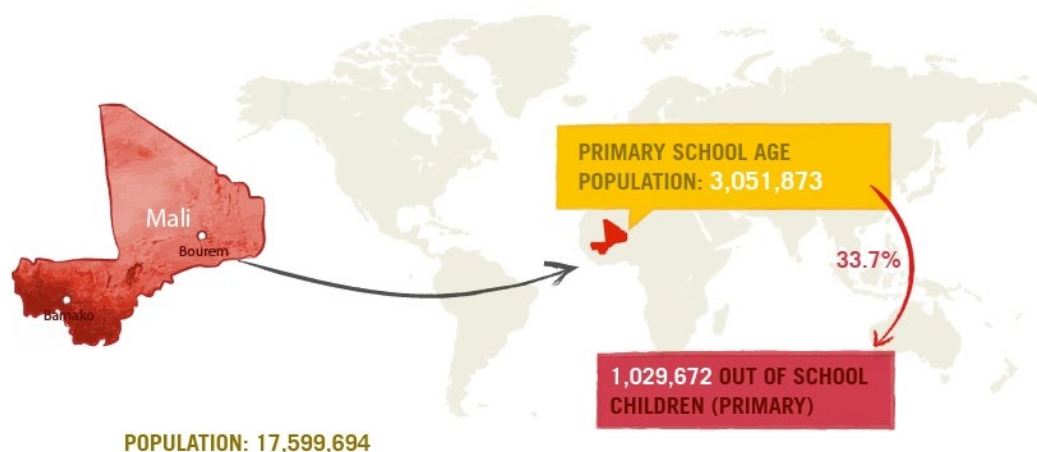 Mali
Bourem
Bamako
PRIMARY SCHOOL AGE
POPULATION: 3,051,873
33.7%
1,029,672 OUT OF SCHOOL
CHILDREN (PRIMARY)
POPULATION: 17,599,694